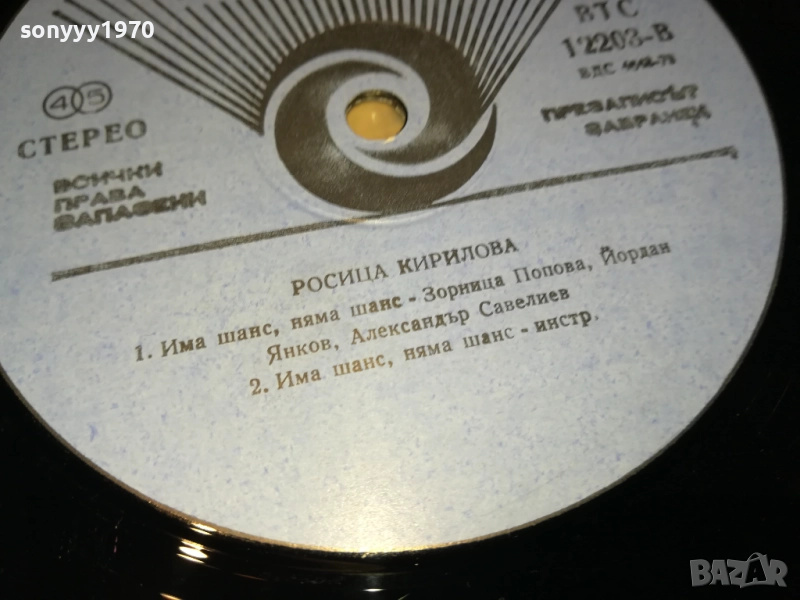 sonyyy1970
ВТС
12203-В
45
СТЕРЕО
ВСИЧКИ
ПРАВА
ЗАПАЗЕНИ
ПРЕЗАПИСЪТ
ЗАБРАНЕН
РОСИЦА КИРИЛОВА
1. Има шанс, няма шанс - Зорница Попова, Йордан
Янков, Александър Савелиев
2. Има шанс, няма шанс - инстр.
BAZAR